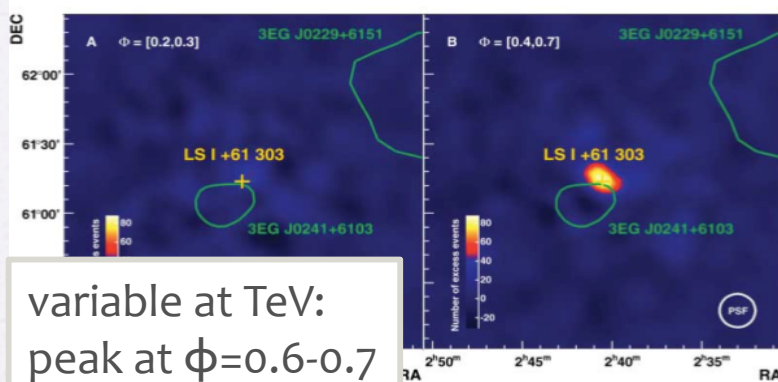 DEC
A Φ = [0.2,0.3] 3EG J0229+6151
62°00'
61°30'
LS I +61 303
61°00'
3EG J0241+6103
80
60
B Φ = [0.4,0.7] 3EG J0229+6151
LS I +61 303
3EG J0241+6103
Number of excess events
80
60
40
20
0
-20
PSF
variable at TeV:
peak at ϕ=0.6-0.7
RA
2h50m 2h45m 2h40m 2h35m
RA